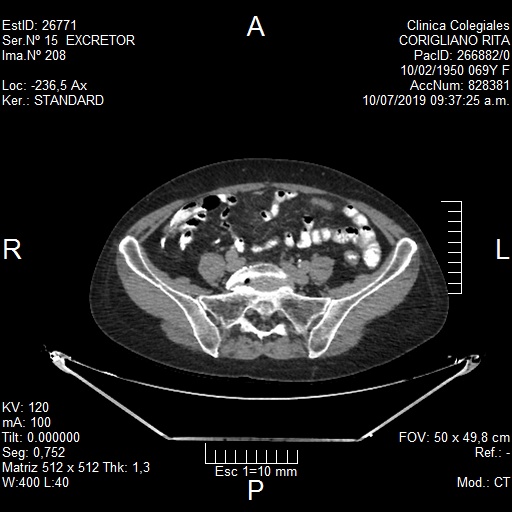 EstID: 26771
Ser.Nº 15 EXCRETOR
Ima.Nº 208
Loc: -236,5 Ax
Ker.: STANDARD
A
Clinica Colegiales
CORIGLIANO RITA
PacID: 266882/0
10/02/1950 069Y F
AccNum: 828381
10/07/2019 09:37:25 a.m.
R
L
KV: 120
mA: 100
Tilt: 0.000000
Seg: 0,752
Matriz 512 x 512 Thk: 1,3
W:400 L:40
Esc 1=10 mm
P
FOV: 50 x 49,8 cm
Ref.: -
Mod.: CT